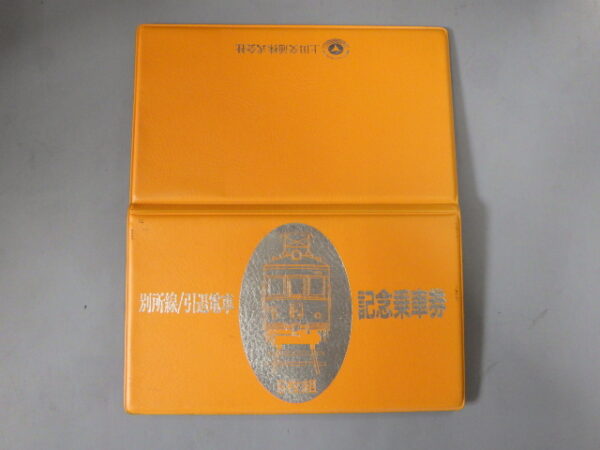 上田交通株式会社
別所線/引退電車
記念乗車券